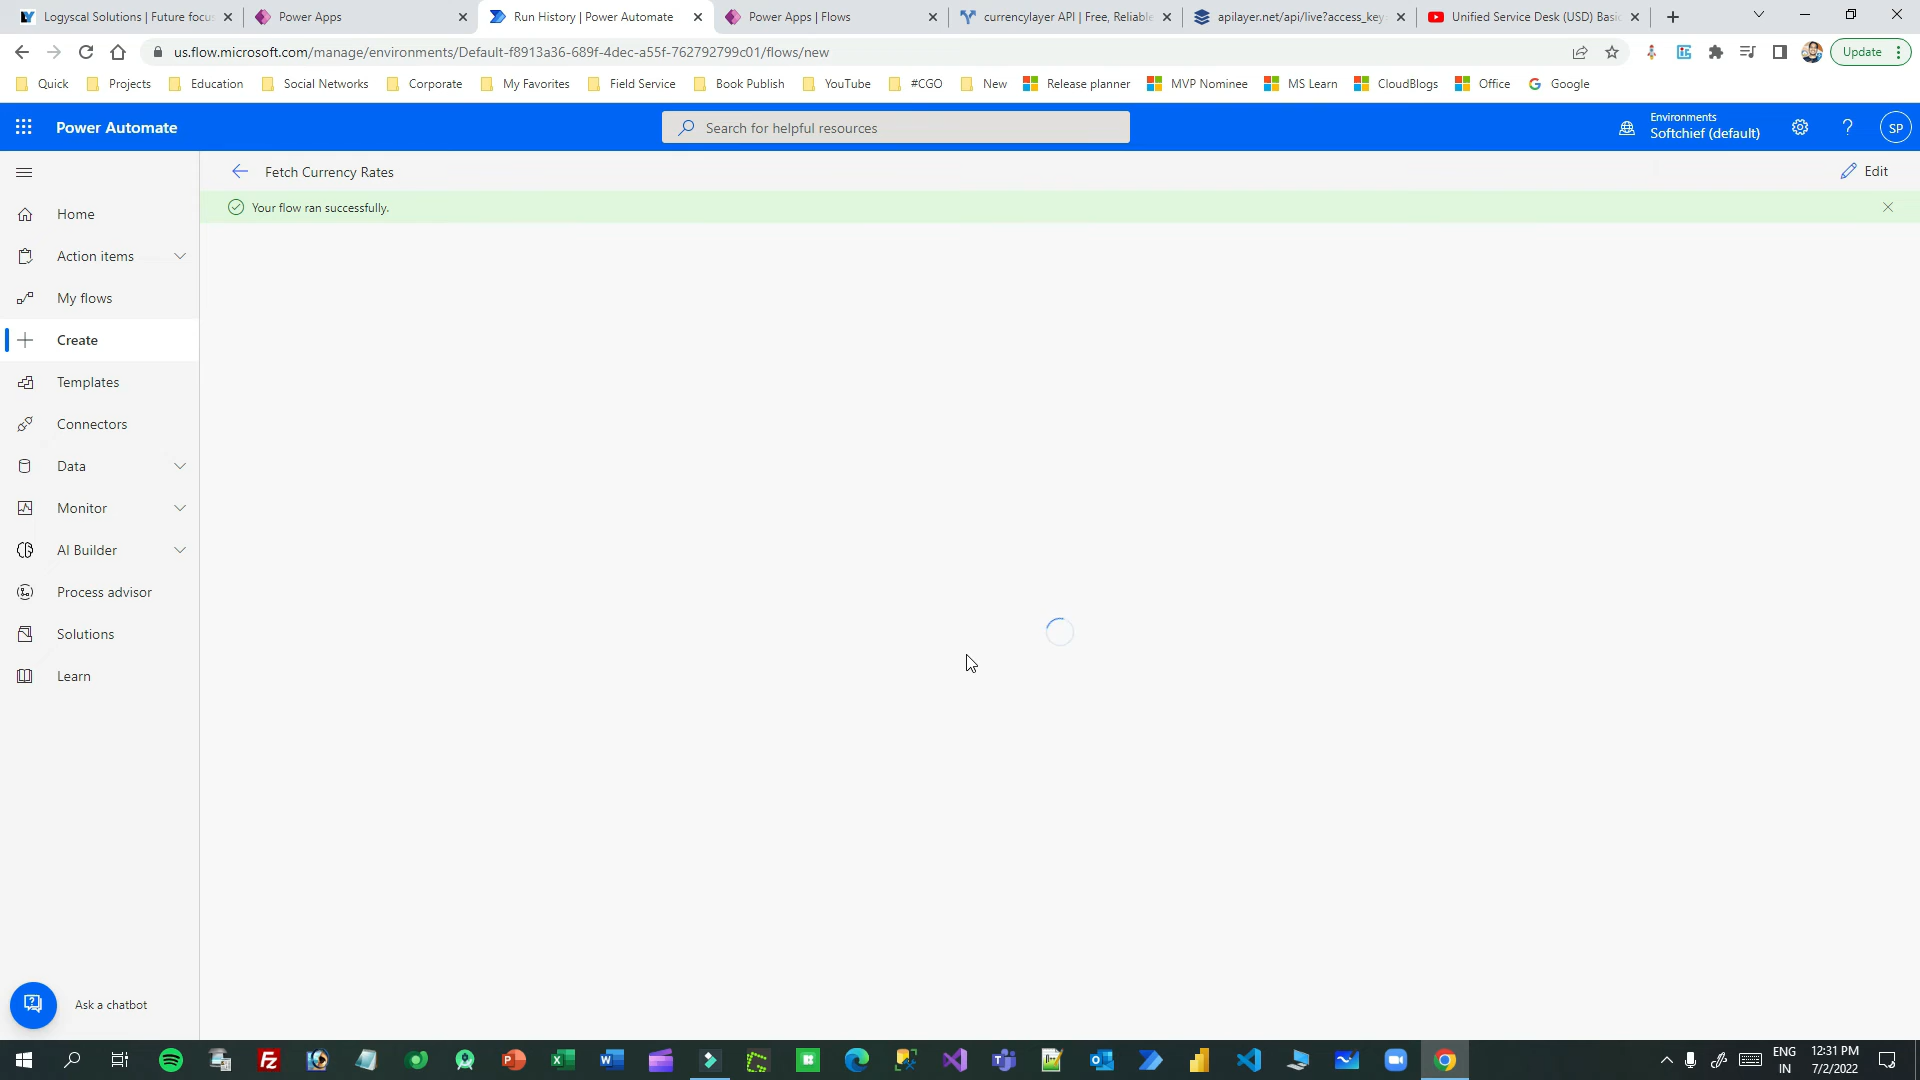 Logyscal Solutions | Future focu
Power Apps
Run History | Power Automate
Power Apps | Flows
currencylayer API | Free, Reliable
apilayer.net/api/live?access_key
Unified Service Desk (USD) Basic
us.flow.microsoft.com/manage/environments/Default-f8913a36-689f-4dec-a55f-762792799c01/flows/new
Update
Quick
Projects
Education
Social Networks
Corporate
My Favorites
Field Service
Book Publish
YouTube
#CGO
New
Release planner
MVP Nominee
MS Learn
CloudBlogs
Office
Google
Power Automate
Search for helpful resources
Environments
Softchief (default)
SP
Fetch Currency Rates
Edit
Your flow ran successfully.
Home
Action items
My flows
Create
Templates
Connectors
Data
Monitor
AI Builder
Process advisor
Solutions
Learn
Ask a chatbot
ENG
IN
12:31 PM
7/2/2022